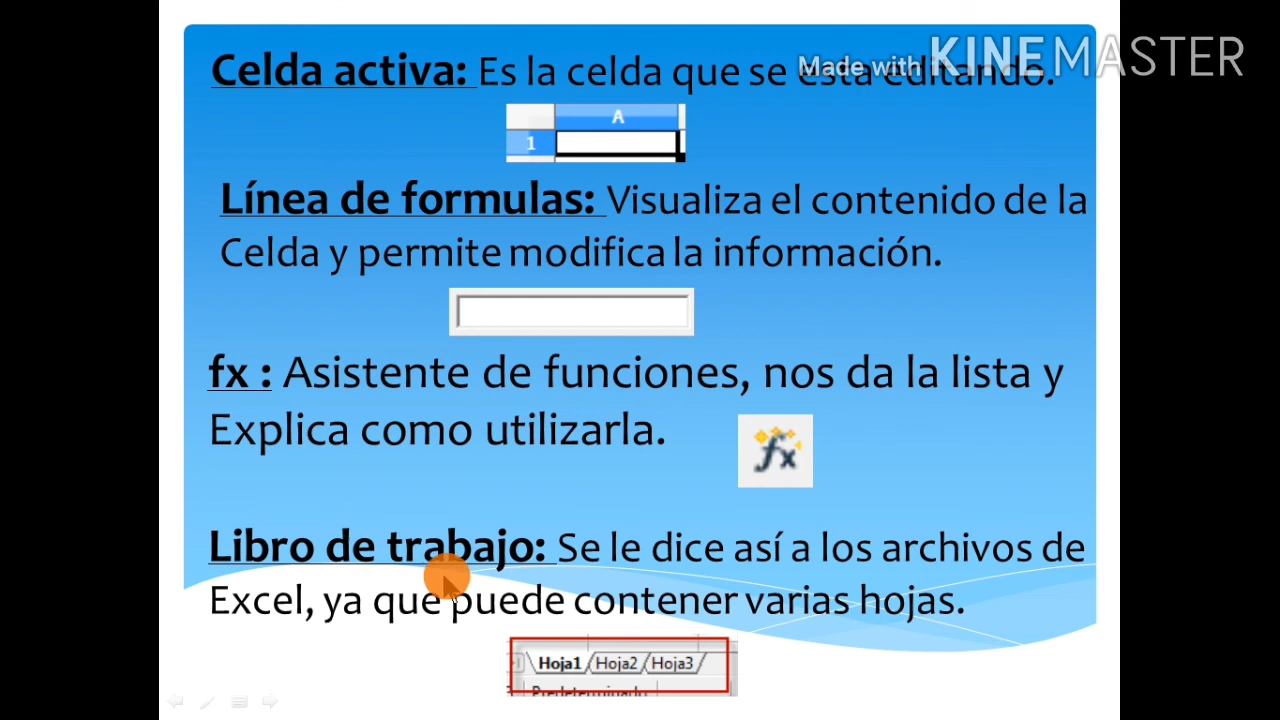 Celda activa: Es la celda que se esta editando.
Made with KINEMASTER
A
1
Línea de formulas: Visualiza el contenido de la
Celda y permite modifica la información.
fx : Asistente de funciones, nos da la lista y
Explica como utilizarla.
fx
Libro de trabajo: Se le dice así a los archivos de
Excel, ya que puede contener varias hojas.
Hoja1 Hoja2 Hoja3
Predeterminado